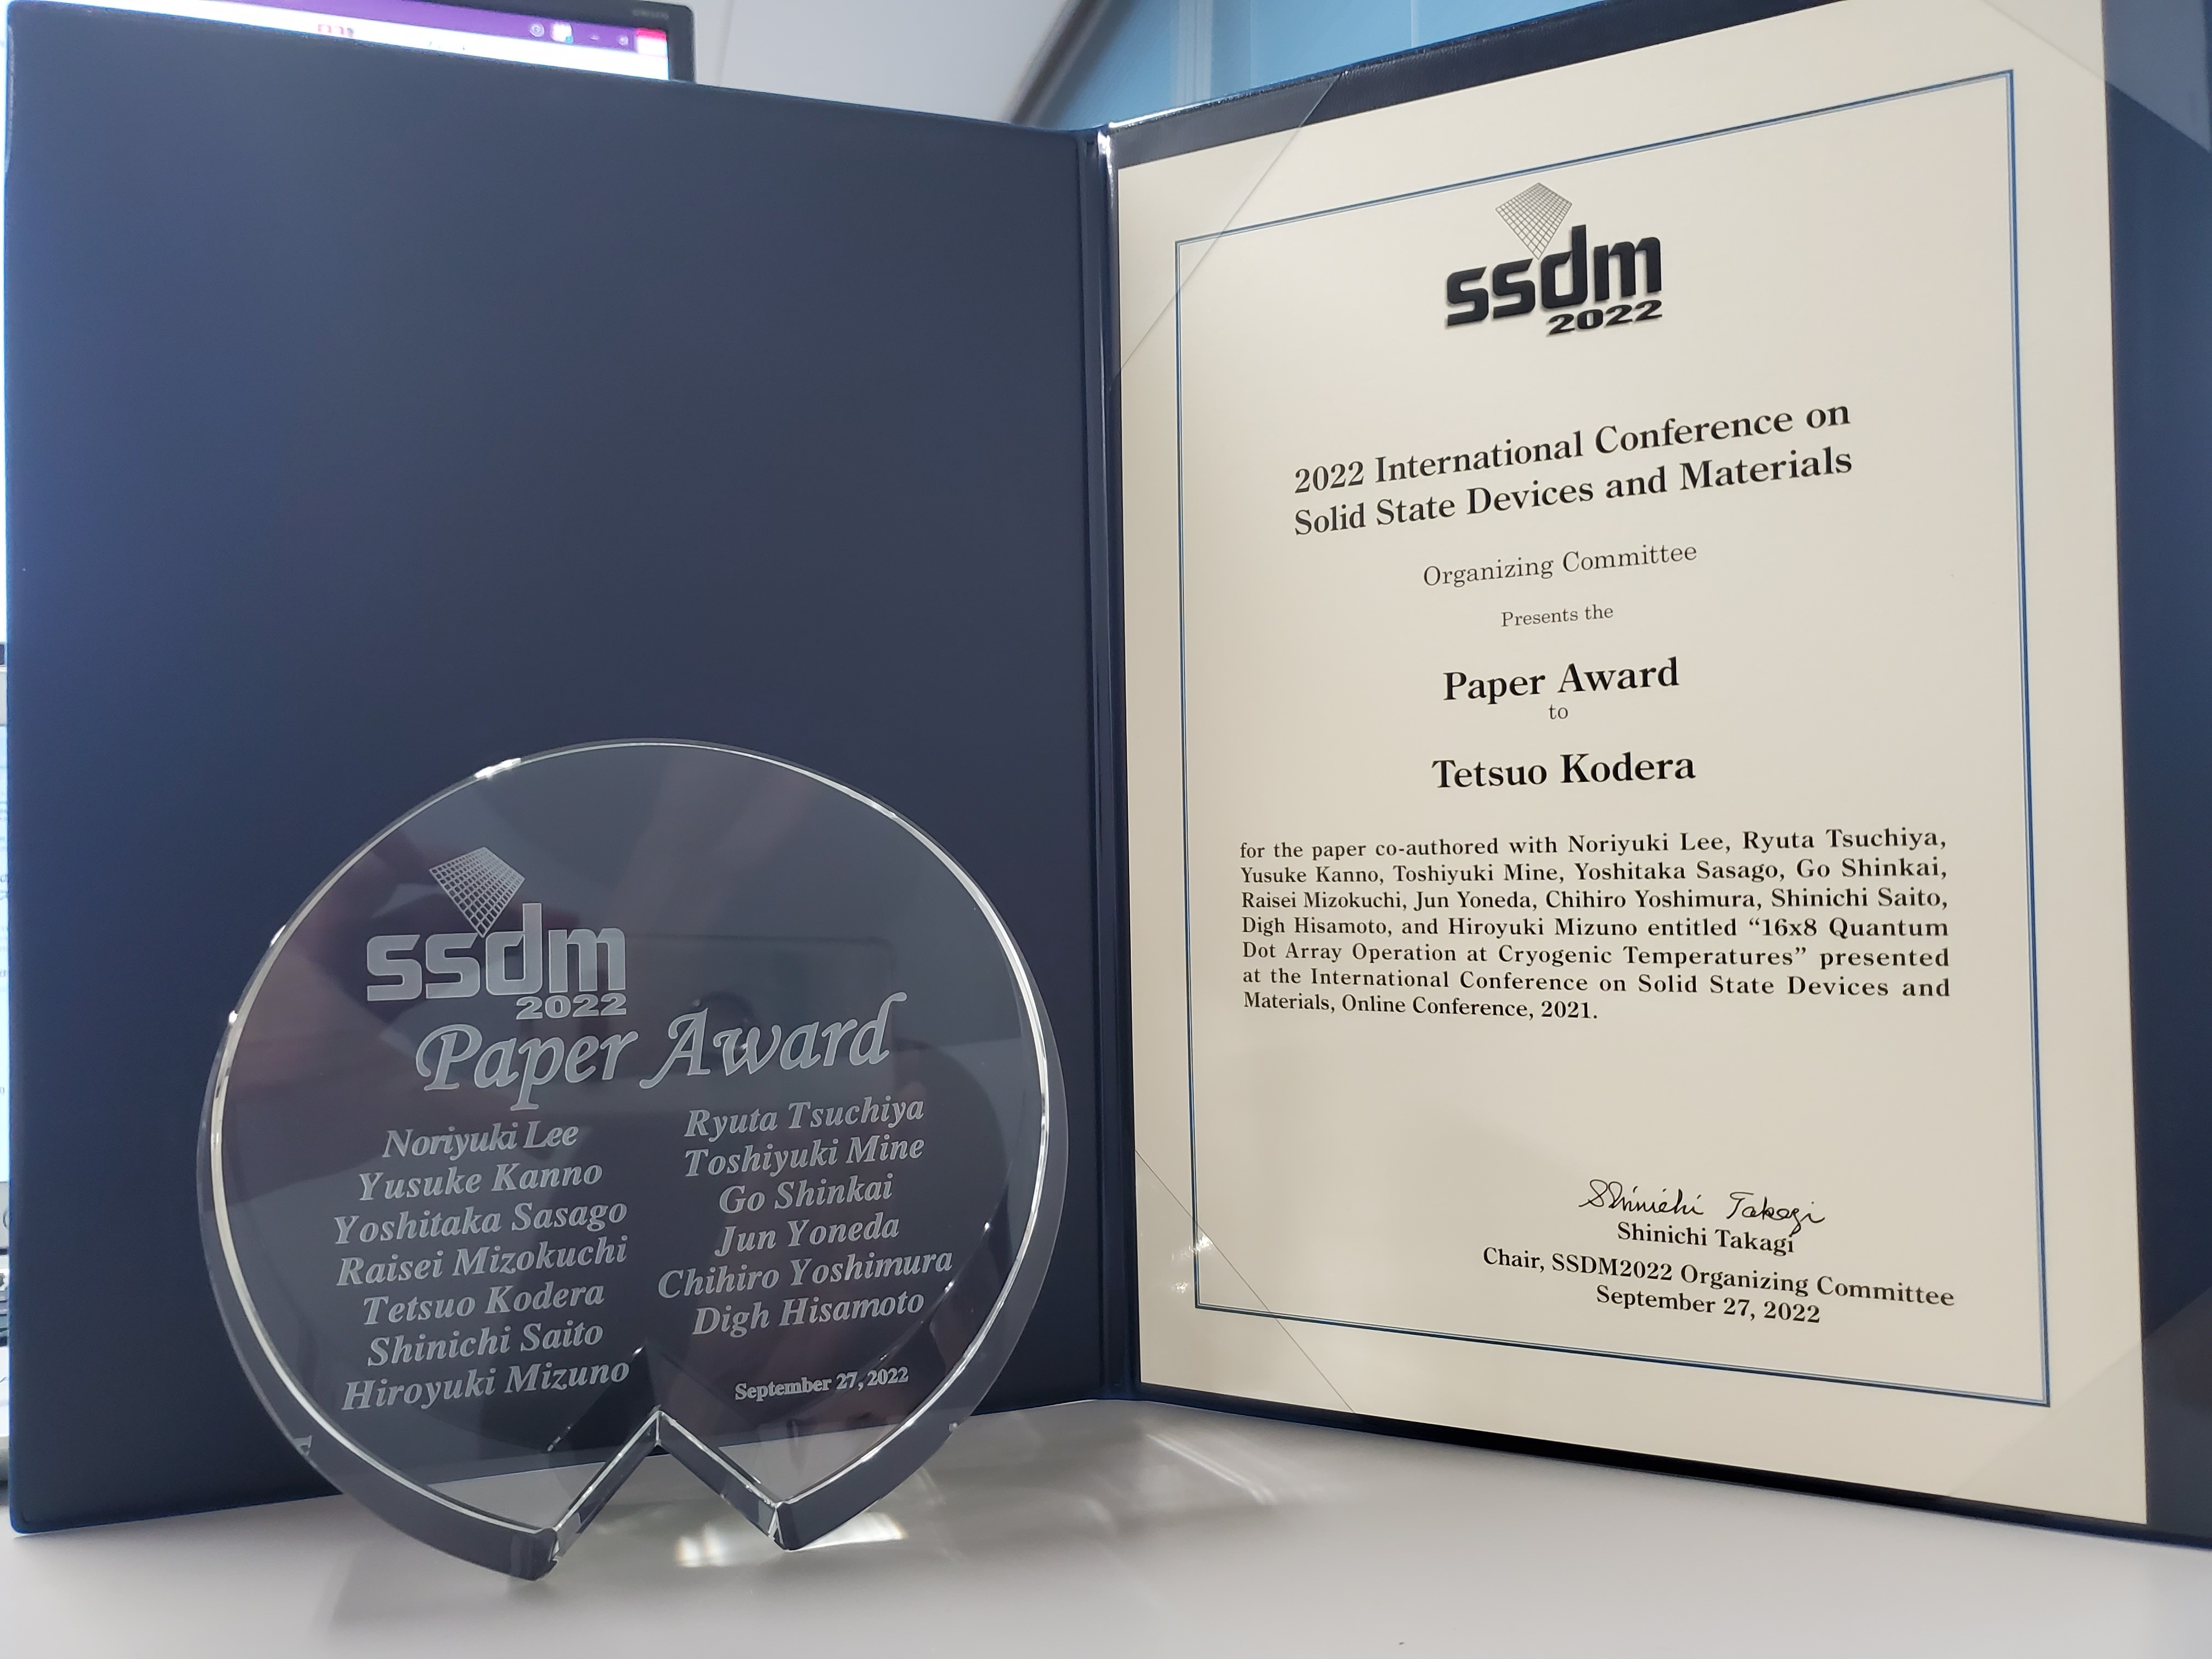 ssdm
2022
Paper Award
Noriyuki Lee
Yusuke Kanno
Yoshitaka Sasago
Raisei Mizokuchi
Tetsuo Kodera
Shinichi Saito
Hiroyuki Mizuno
Ryuta Tsuchiya
Toshiyuki Mine
Go Shinkai
Jun Yoneda
Chihiro Yoshimura
Digh Hisamoto
September 27, 2022
ssdm
2022
2022 International Conference on
Solid State Devices and Materials
Organizing Committee
Presents the
Paper Award
to
Tetsuo Kodera
for the paper co-authored with Noriyuki Lee, Ryuta Tsuchiya,
Yusuke Kanno, Toshiyuki Mine, Yoshitaka Sasago, Go Shinkai,
Raisei Mizokuchi, Jun Yoneda, Chihiro Yoshimura, Shinichi Saito,
Digh Hisamoto, and Hiroyuki Mizuno entitled “16x8 Quantum
Dot Array Operation at Cryogenic Temperatures” presented
at the International Conference on Solid State Devices and
Materials, Online Conference, 2021.
Shinichi Takagi
Shinichi Takagi
Chair, SSDM2022 Organizing Committee
September 27, 2022